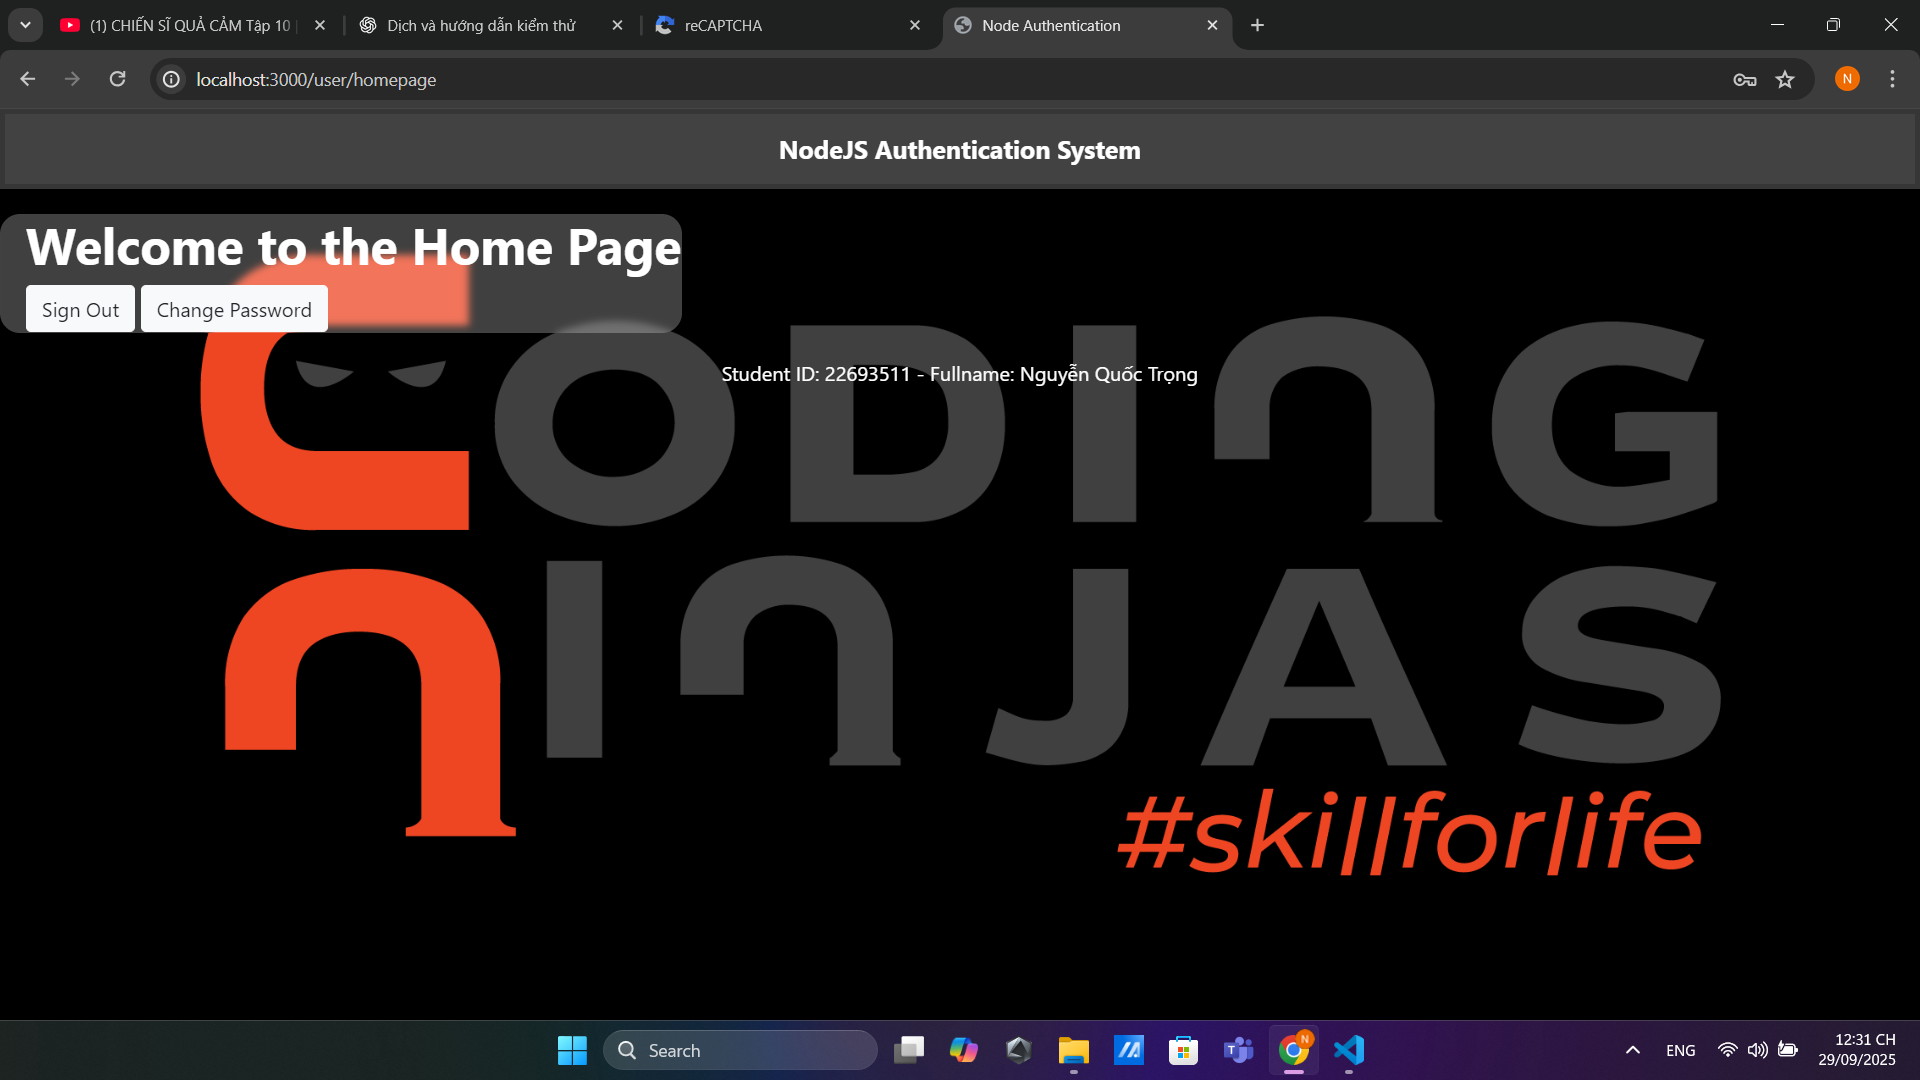 (1) CHIẾN SĨ QUẢ CẢM Tập 10
Dịch và hướng dẫn kiểm thử
reCAPTCHA
Node Authentication
localhost:3000/user/homepage
N
NodeJS Authentication System
Welcome to the Home Page
Sign Out
Change Password
Student ID: 22693511 - Fullname: Nguyễn Quốc Trọng
CODING
NINJAS
#skillforlife
Search
N
ENG
12:31 CH
29/09/2025